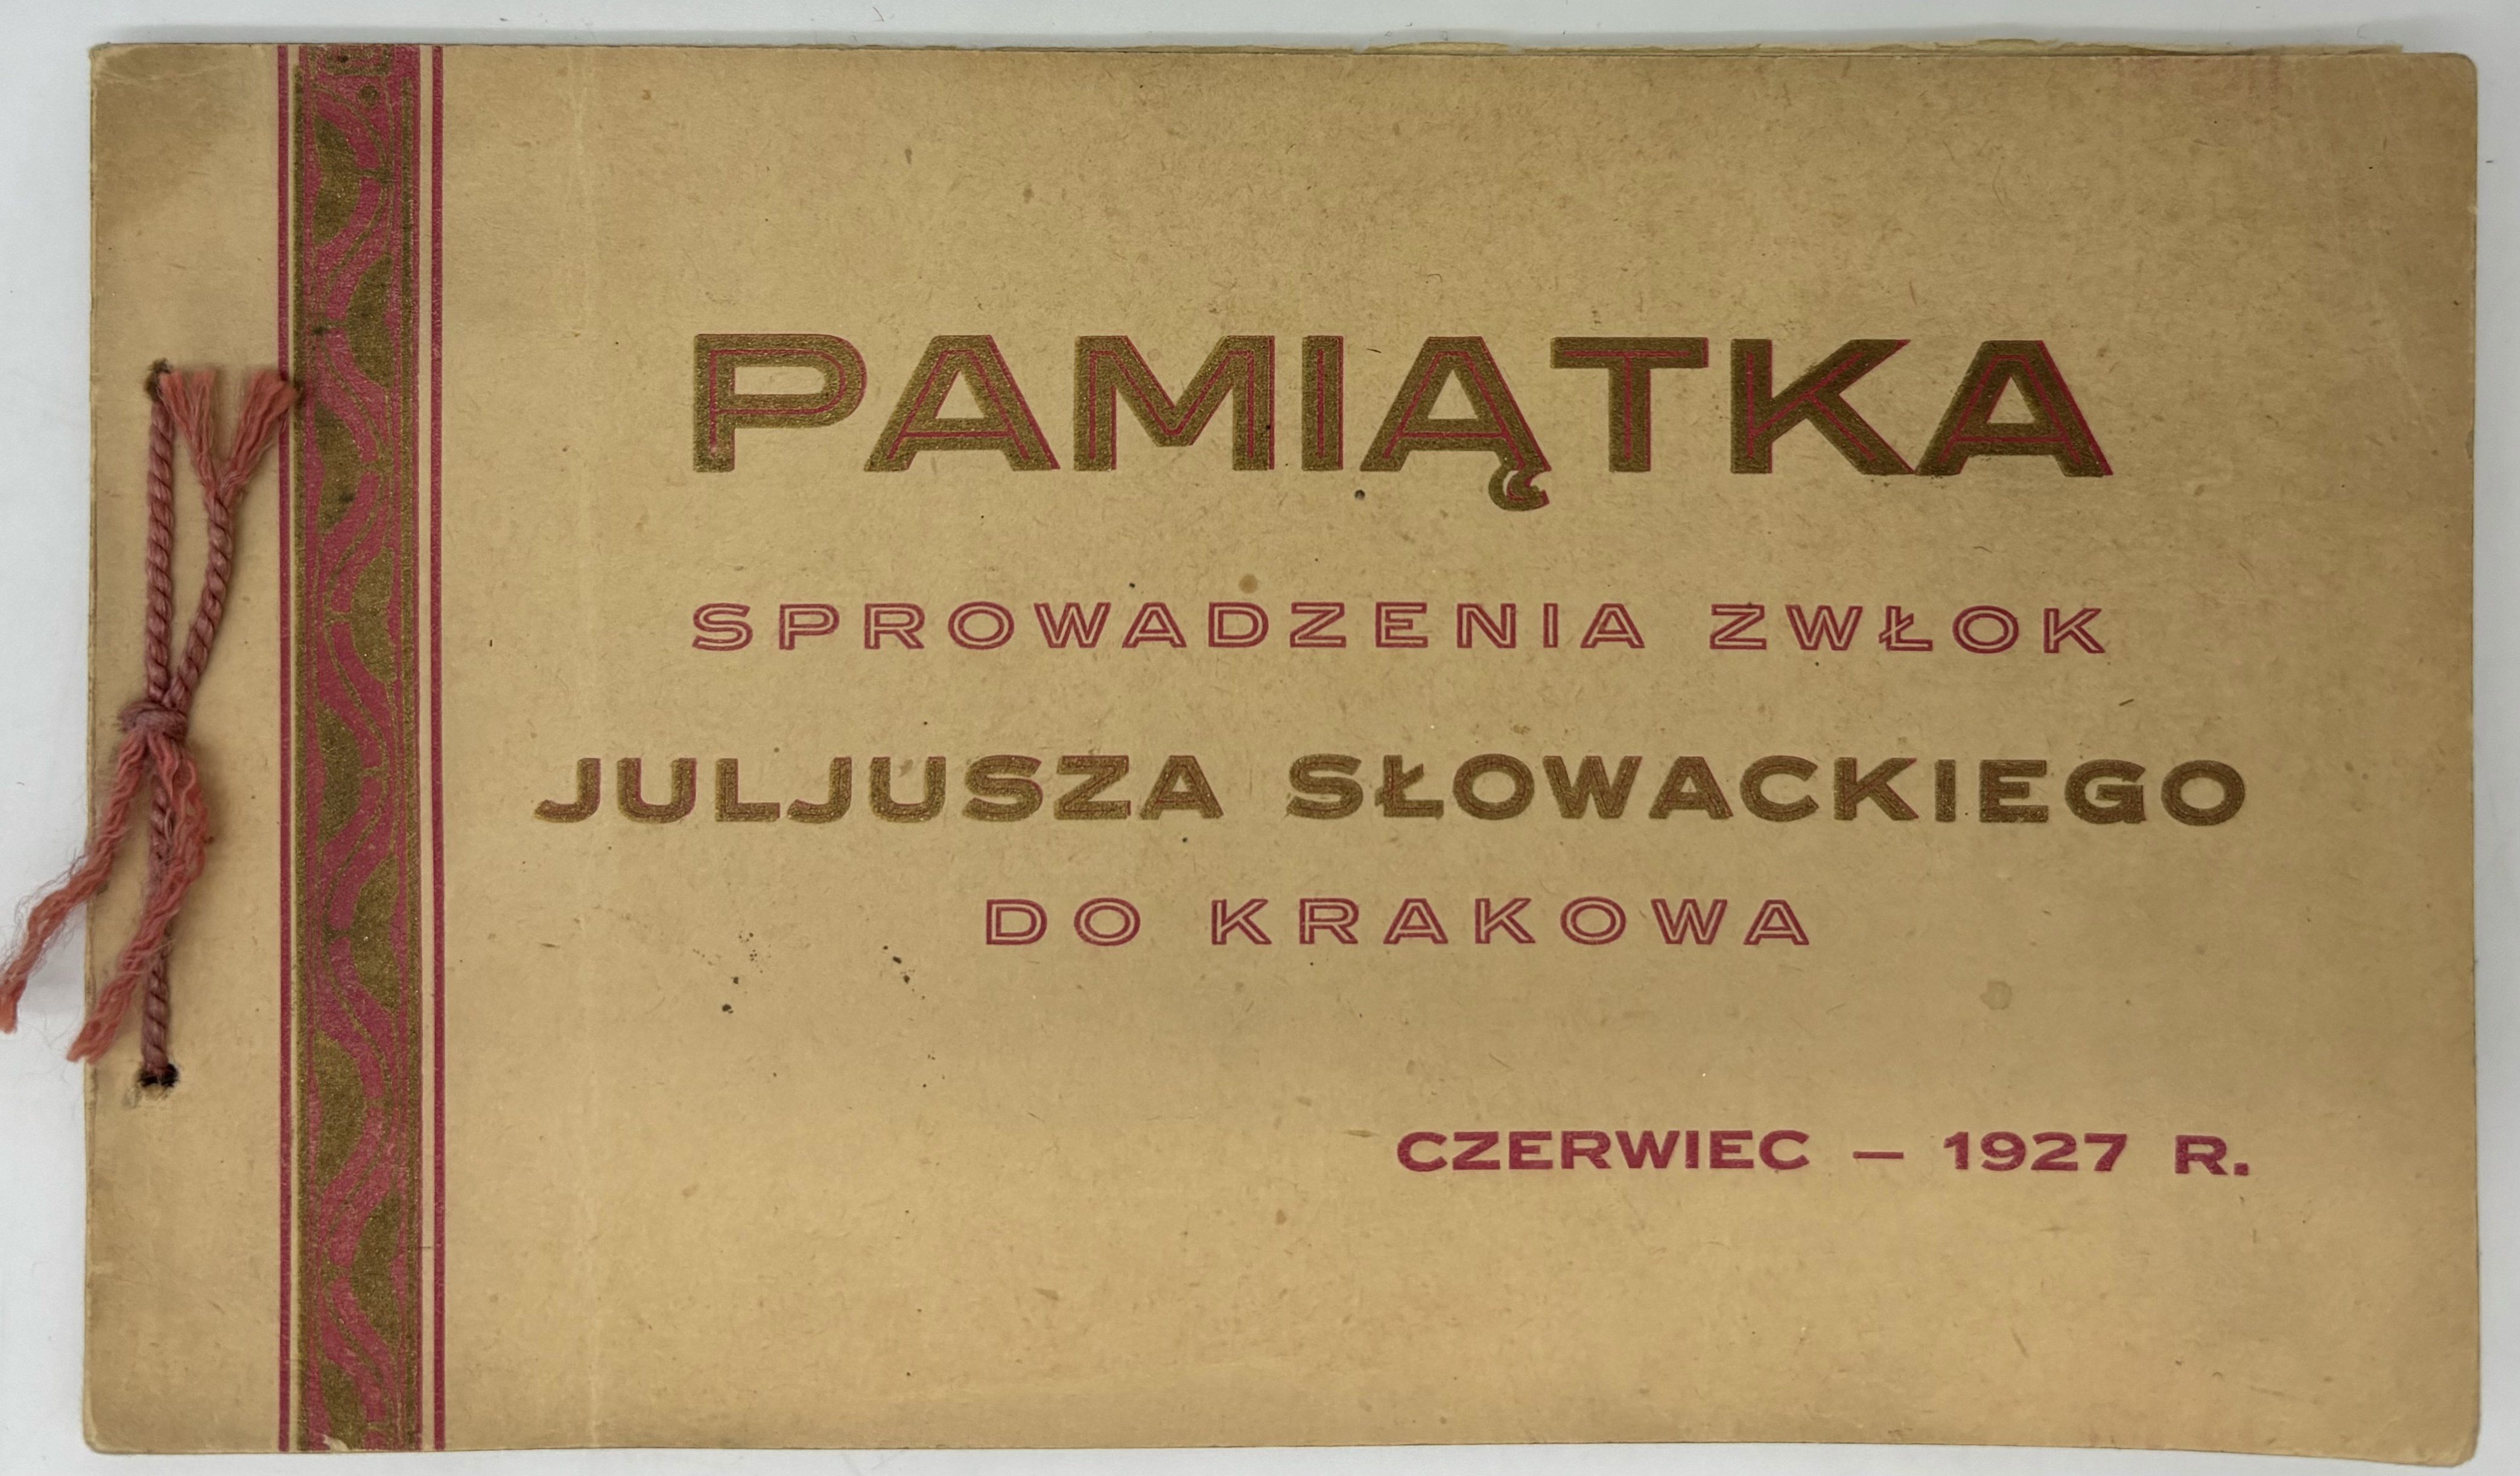 PAMIĄTKA
SPROWADZENIA ZWŁOK
JULJUSZA SŁOWACKIEGO
DO KRAKOWA
CZERWIEC — 1927 R.